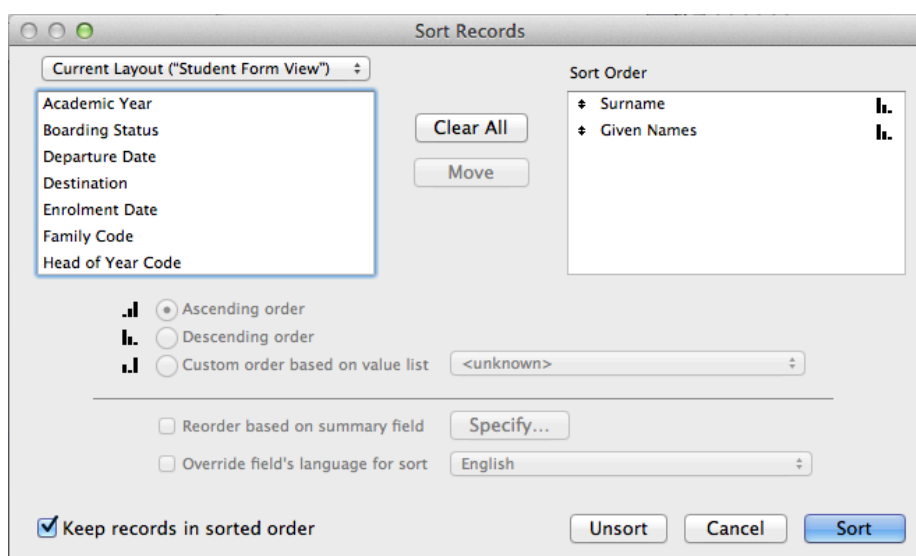 Sort Records
Current Layout ("Student Form View")
Sort Order
Academic Year
Boarding Status
Departure Date
Destination
Enrolment Date
Family Code
Head of Year Code
Clear All
Move
Surname
Given Names
Ascending order
Descending order
Custom order based on value list <unknown>
Reorder based on summary field Specify...
Override field's language for sort English
Keep records in sorted order Unsort Cancel Sort